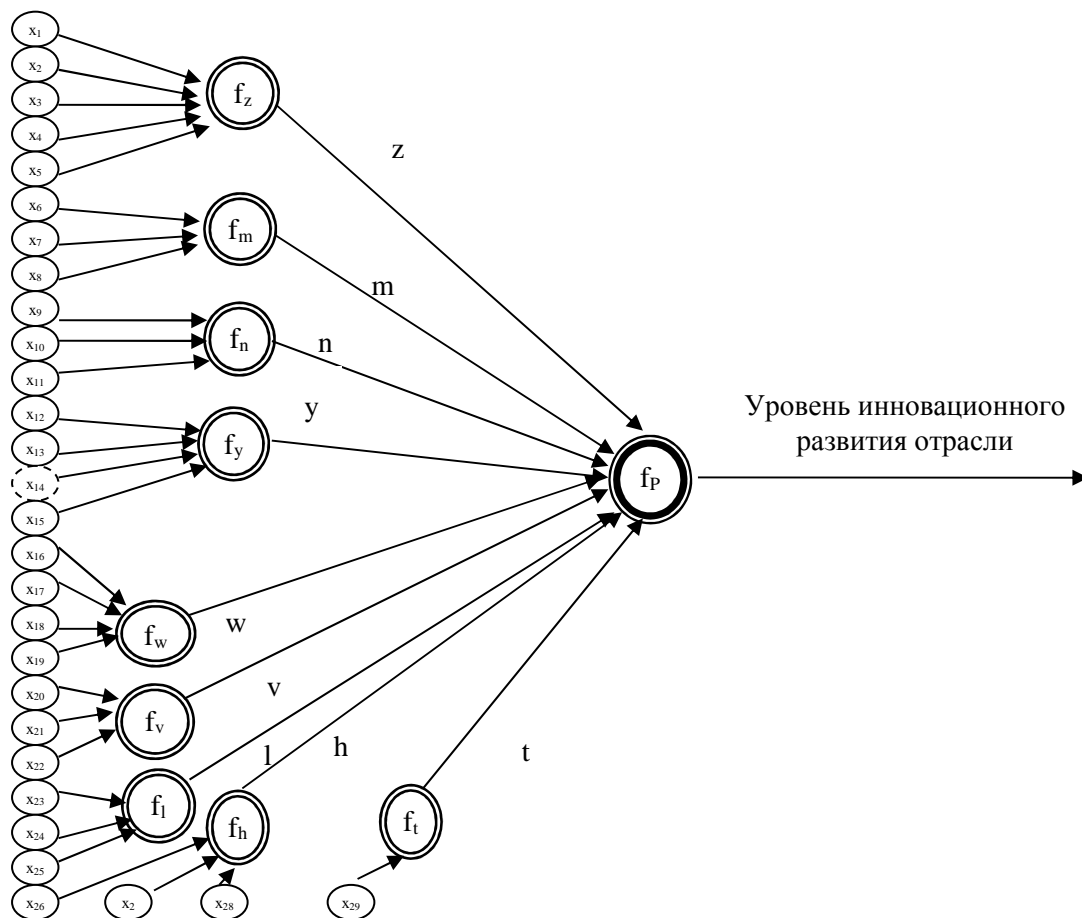 x1
x2
x3
x4
x5
x6
x7
x8
x9
x10
x11
x12
x13
x14
x15
x16
x17
x18
x19
x20
x21
x22
x23
x24
x25
x26
x2
x28
x29
fz
fm
fn
fy
fw
fv
fl
fh
ft
z
m
n
y
w
v
l
h
t
fP
Уровень инновационного
развития отрасли